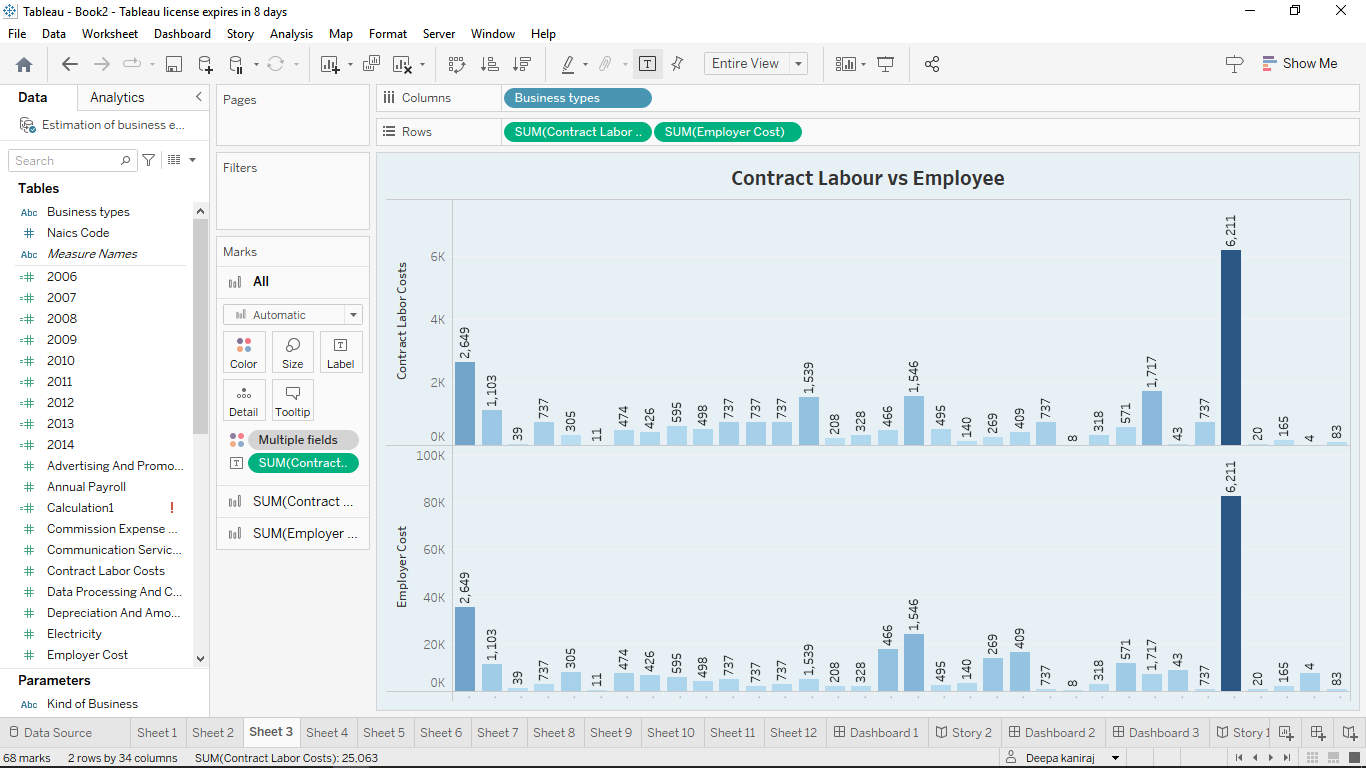 Tableau - Book2 - Tableau license expires in 8 days
File Data Worksheet Dashboard Story Analysis Map Format Server Window Help
Entire View
Show Me
Data Analytics
Estimation of business e...
Search
Tables
Abc Business types
# Naics Code
Abc Measure Names
=# 2006
=# 2007
=# 2008
=# 2009
=# 2010
=# 2011
=# 2012
=# 2013
=# 2014
# Advertising And Promo...
# Annual Payroll
=# Calculation1 !
# Commission Expense ...
# Communication Servic...
# Contract Labor Costs
# Data Processing And C...
# Depreciation And Amo...
# Electricity
# Employer Cost
Parameters
Abc Kind of Business
Pages
Filters
Marks
All
Automatic
Color Size T Label
Detail Tooltip
Multiple fields
T SUM(Contract..
SUM(Contract ...
SUM(Employer ...
Columns Business types
Rows SUM(Contract Labor .. SUM(Employer Cost)
Contract Labour vs Employee
Contract Labor Costs
6K
4K
2K
0K
2,649 1,103 39 737 305 11 474 426 595 498 737 737 737 1,539 208 328 466 1,546 495 140 269 409 737 8 318 571 1,717 43 737 6,211 20 165 4 83
Employer Cost
100K
80K
60K
40K
20K
0K
2,649 1,103 39 737 305 11 474 426 595 498 737 737 737 1,539 208 328 466 1,546 495 140 269 409 737 8 318 571 1,717 43 737 6,211 20 165 4 83
Data Source Sheet 1 Sheet 2 Sheet 3 Sheet 4 Sheet 5 Sheet 6 Sheet 7 Sheet 8 Sheet 9 Sheet 10 Sheet 11 Sheet 12 Dashboard 1 Story 2 Dashboard 2 Dashboard 3 Story 1
68 marks 2 rows by 34 columns SUM(Contract Labor Costs): 25,063 Deepa kaniraj